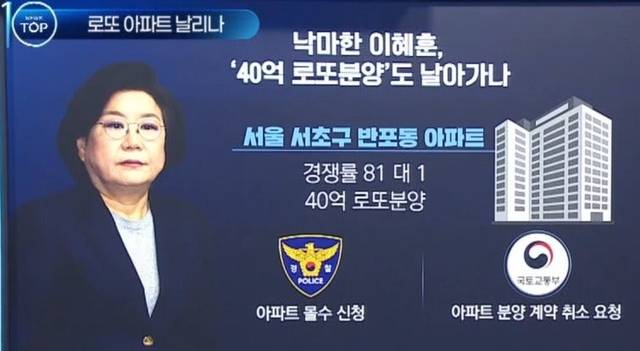 TOP
로또 아파트 날리나
낙마한 이혜훈,
'40억 로또분양'도 날아가나
서울 서초구 반포동 아파트
경쟁률 81 대 1
40억 로또분양
경찰
POLICE
아파트 몰수 신청
국토교통부
아파트 분양 계약 취소 요청